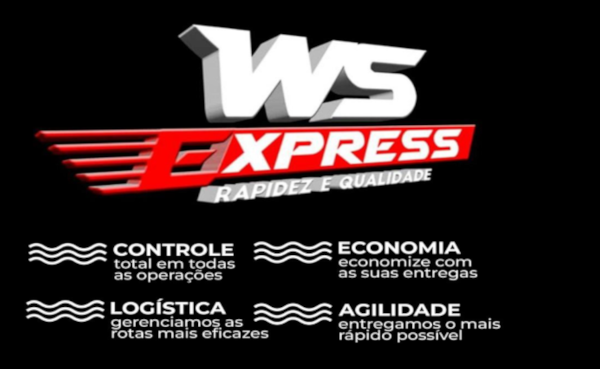 WS
EXPRESS
RAPIDEZ E QUALIDADE
CONTROLE
total em todas
as operações
ECONOMIA
economize com
as suas entregas
LOGÍSTICA
gerenciamos as
rotas mais eficazes
AGILIDADE
entregamos o mais
rápido possível